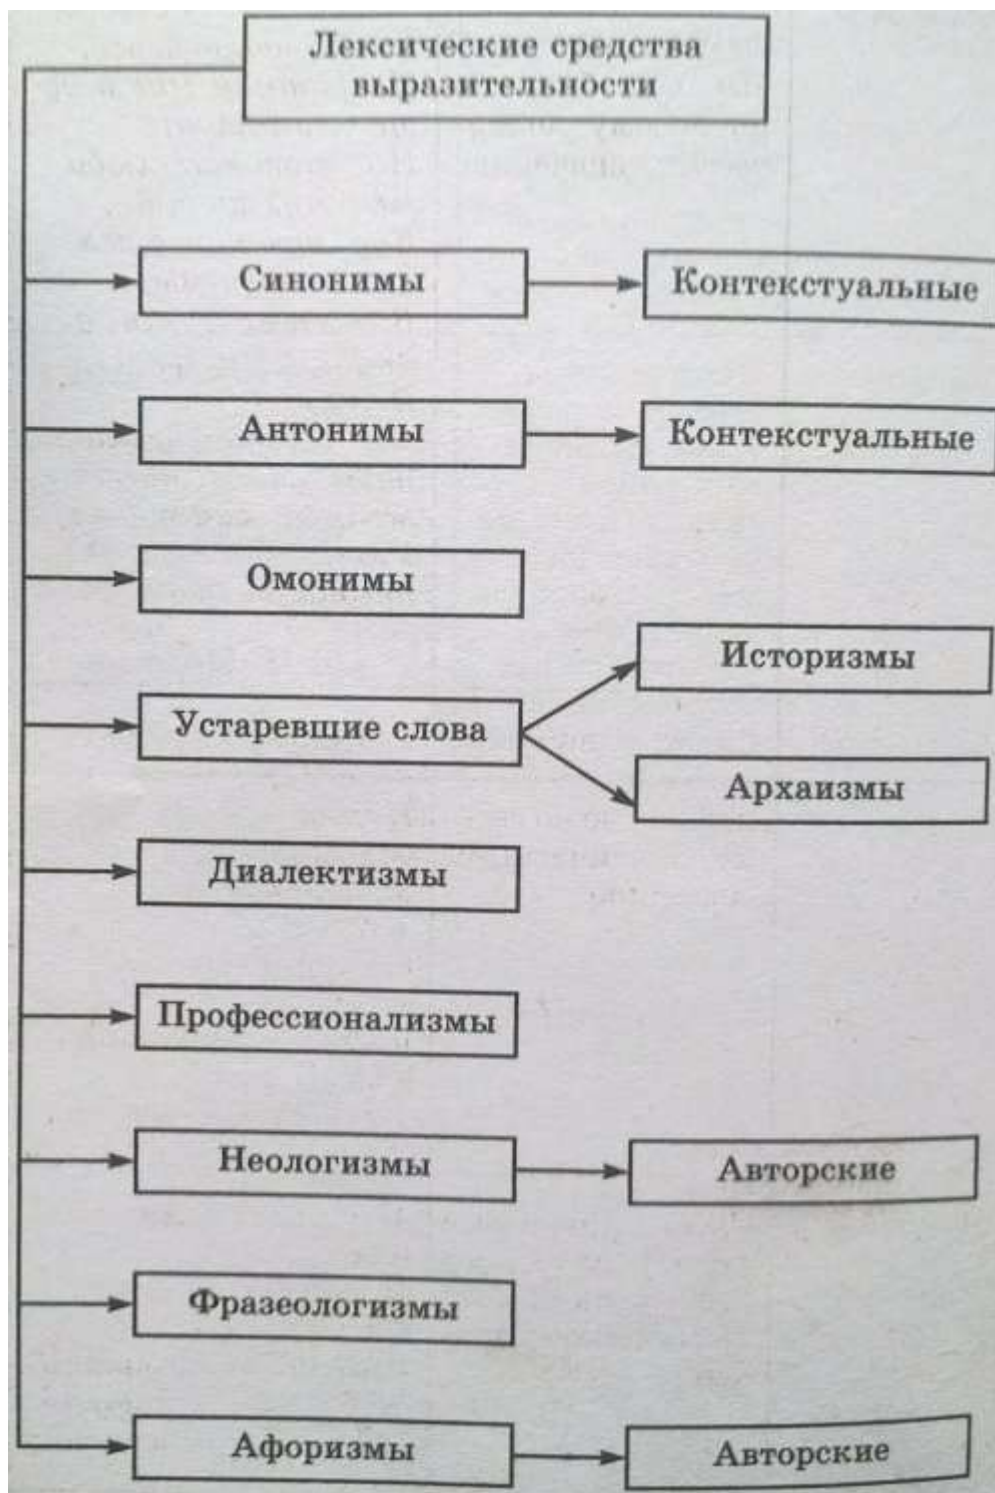 Лексические средства
выразительности
Синонимы
Контекстуальные
Антонимы
Контекстуальные
Омонимы
Устаревшие слова
Историзмы
Архаизмы
Диалектизмы
Профессионализмы
Неологизмы
Авторские
Фразеологизмы
Афоризмы
Авторские